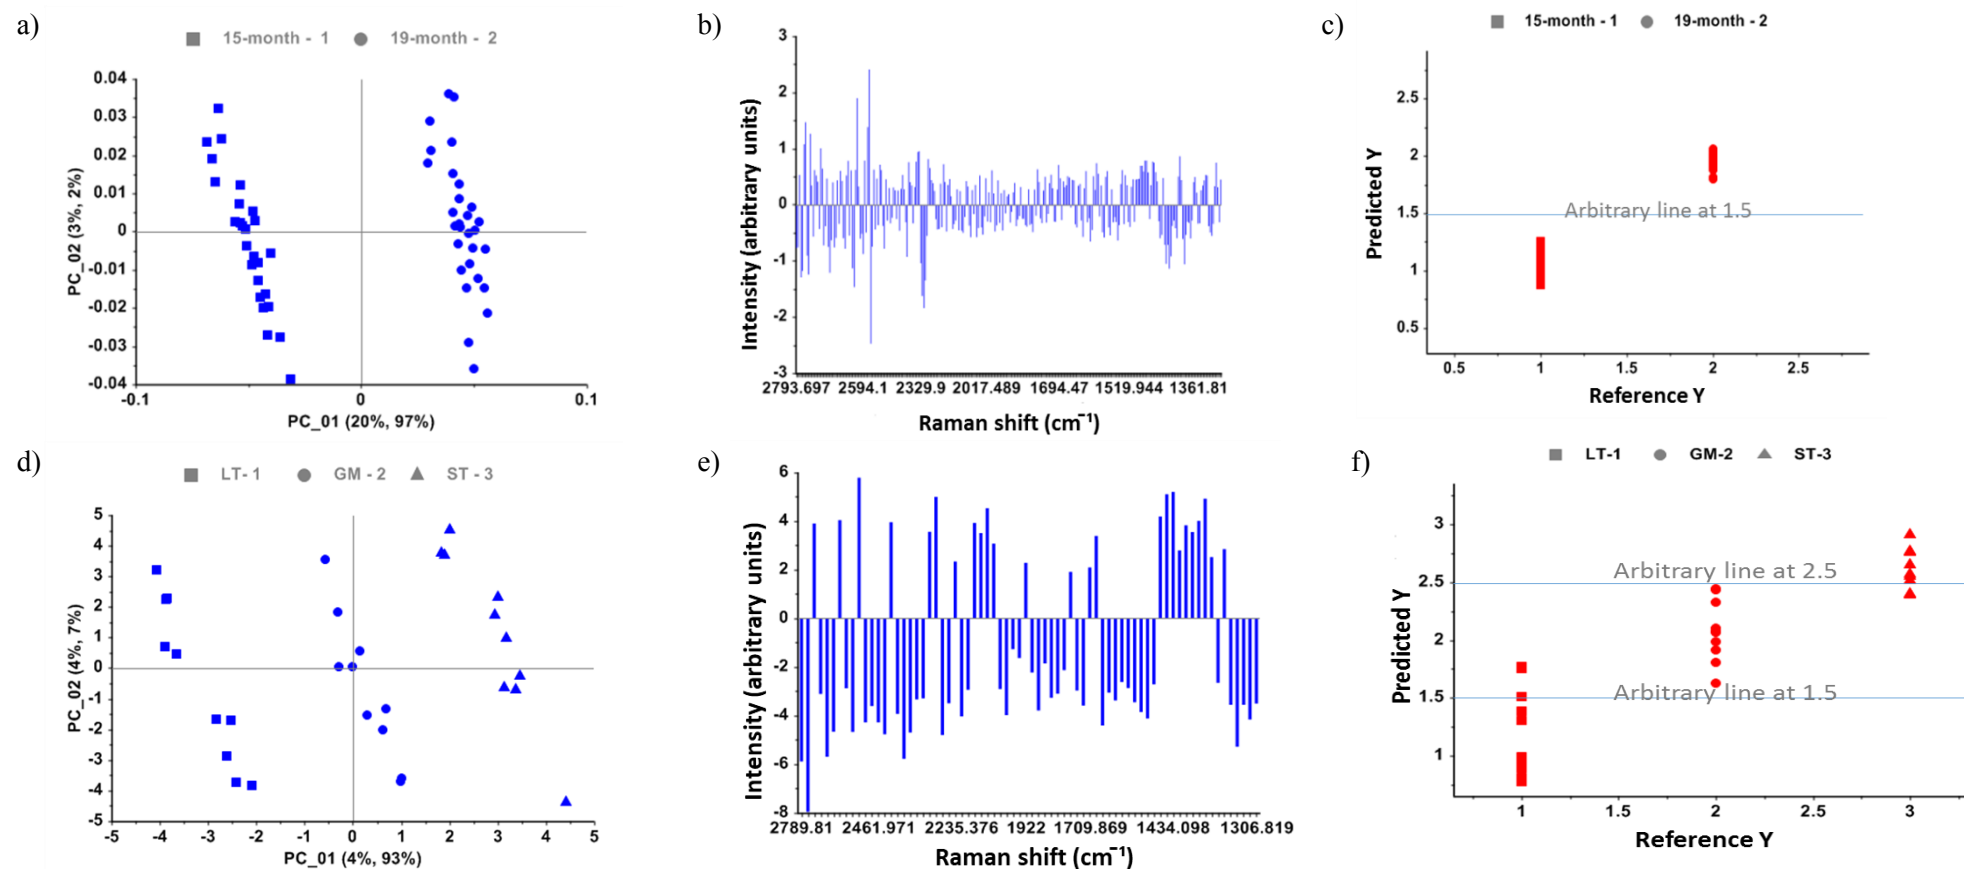 a)
15-month - 1 19-month - 2
0.04
0.03
0.02
0.01
0
-0.01
-0.02
-0.03
-0.04
PC_02 (3%, 2%)
-0.1 0 0.1
PC_01 (20%, 97%)
b)
3
2
1
0
-1
-2
-3
Intensity (arbitrary units)
2793.697 2594.1 2329.9 2017.489 1694.47 1519.944 1361.81
Raman shift (cm⁻¹)
c)
15-month - 1 19-month - 2
2.5
2
1.5
1
0.5
Predicted Y
Arbitrary line at 1.5
0.5 1 1.5 2 2.5
Reference Y
d)
LT- 1 GM - 2 ST - 3
5
4
3
2
1
0
-1
-2
-3
-4
-5
PC_02 (4%, 7%)
-5 -4 -3 -2 -1 0 1 2 3 4 5
PC_01 (4%, 93%)
e)
6
4
2
0
-2
-4
-6
-8
Intensity (arbitrary units)
2789.81 2461.971 2235.376 1922 1709.869 1434.098 1306.819
Raman shift (cm⁻¹)
f)
LT-1 GM-2 ST-3
3
2.5
2
1.5
1
Predicted Y
Arbitrary line at 2.5
Arbitrary line at 1.5
1 1.5 2 2.5 3
Reference Y